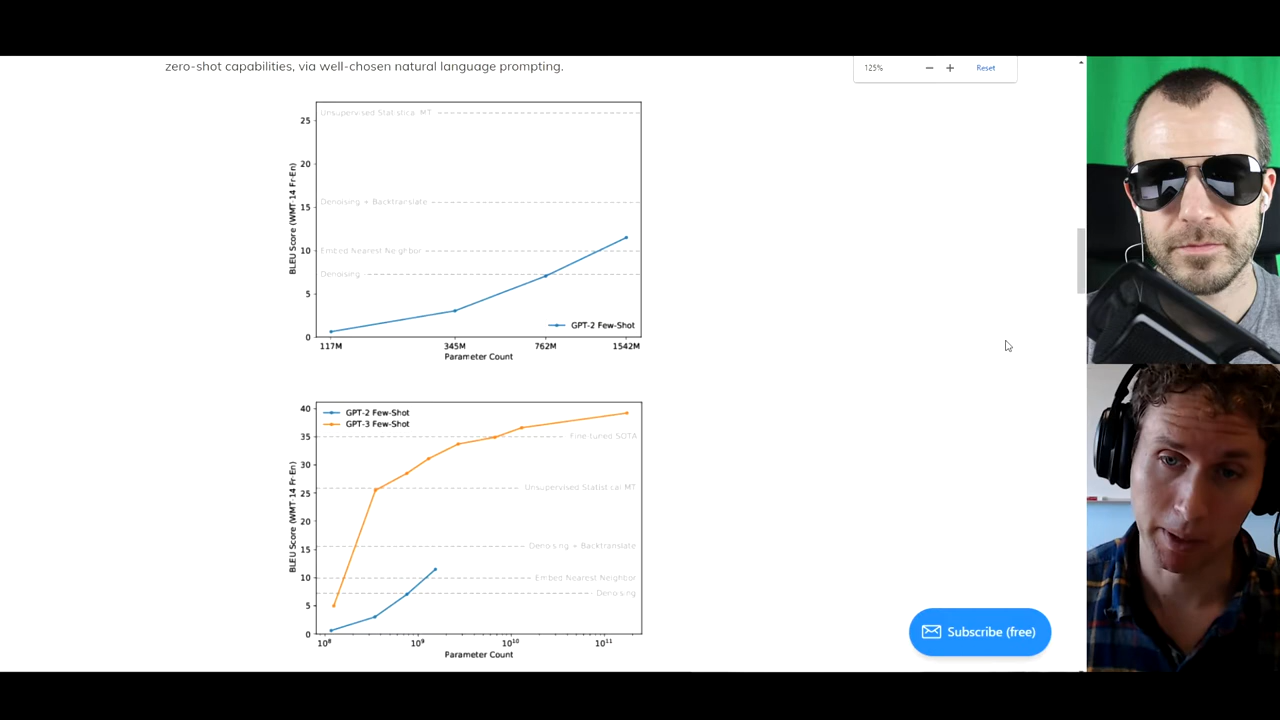 zero-shot capabilities, via well-chosen natural language prompting.
125% − + Reset
BLEU Score (WMT-14 Fr-En)
25
20
15
10
5
0
Unsupervised Statistical MT
Denoising + Backtranslate
Embed Nearest Neighbor
Denoising
GPT-2 Few-Shot
117M 345M 762M 1542M
Parameter Count
BLEU Score (WMT-14 Fr-En)
40
35
30
25
20
15
10
5
0
GPT-2 Few-Shot
GPT-3 Few-Shot
Fine-tuned SOTA
Unsupervised Statistical MT
Denoising + Backtranslate
Embed Nearest Neighbor
Denoising
10⁸ 10⁹ 10¹⁰ 10¹¹
Parameter Count
Subscribe (free)